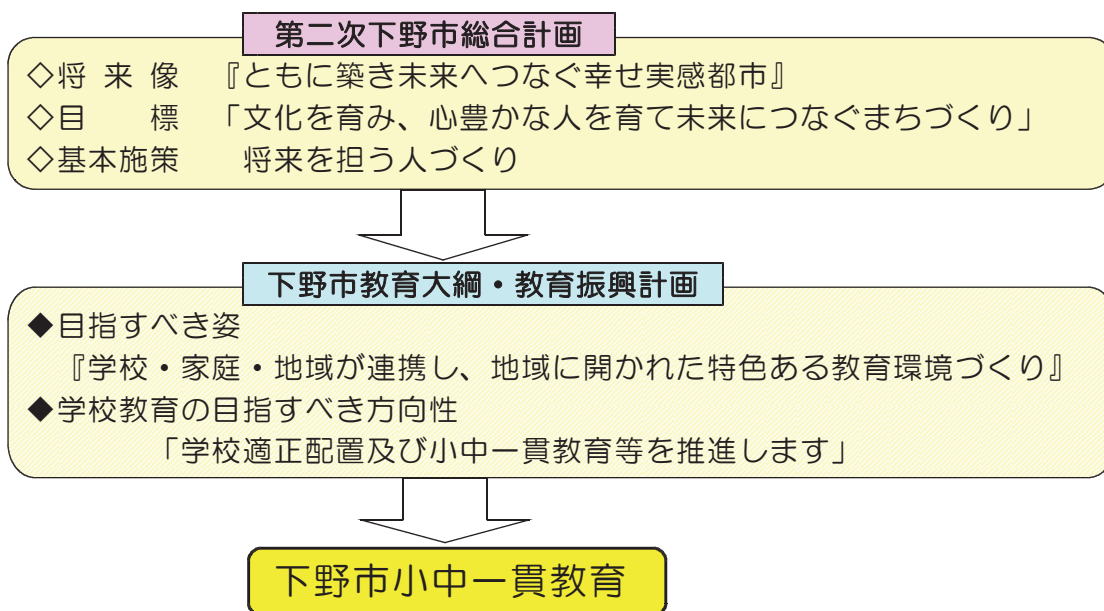 第二次下野市総合計画
◇将来像 『ともに築き未来へつなぐ幸せ実感都市』
◇目標 「文化を育み、心豊かな人を育て未来につなぐまちづくり」
◇基本施策 将来を担う人づくり
下野市教育大綱・教育振興計画
◆目指すべき姿
『学校・家庭・地域が連携し、地域に開かれた特色ある教育環境づくり』
◆学校教育の目指すべき方向性
「学校適正配置及び小中一貫教育等を推進します」
下野市小中一貫教育